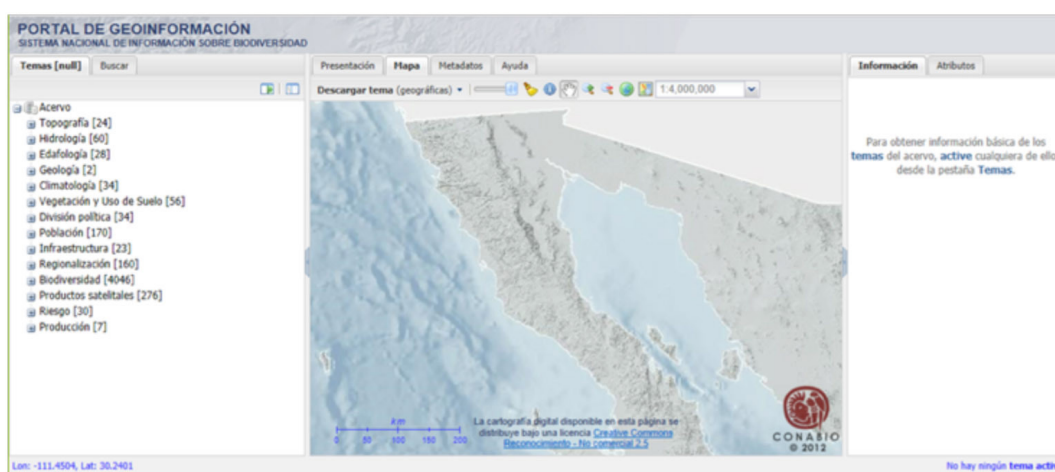 PORTAL DE GEOINFORMACIÓN
SISTEMA NACIONAL DE INFORMACIÓN SOBRE BIODIVERSIDAD
Temas [null] Buscar
Acervo
Topografía [24]
Hidrología [60]
Edafología [28]
Geología [2]
Climatología [34]
Vegetación y Uso de Suelo [56]
División política [34]
Población [170]
Infraestructura [23]
Regionalización [160]
Biodiversidad [4046]
Productos satelitales [276]
Riesgo [30]
Producción [7]
Presentación Mapa Metadatos Ayuda
Descargar tema (geográficas) 1:4,000,000
km
0 50 100 150 200
La cartografía digital disponible en esta página se
distribuye bajo una licencia Creative Commons
Reconocimiento - No comercial 2.5
CONABIO
© 2012
Información Atributos
Para obtener información básica de los
temas del acervo, active cualquiera de ello
desde la pestaña Temas.
Lon: -111.4504, Lat: 30.2401
No hay ningún tema activ